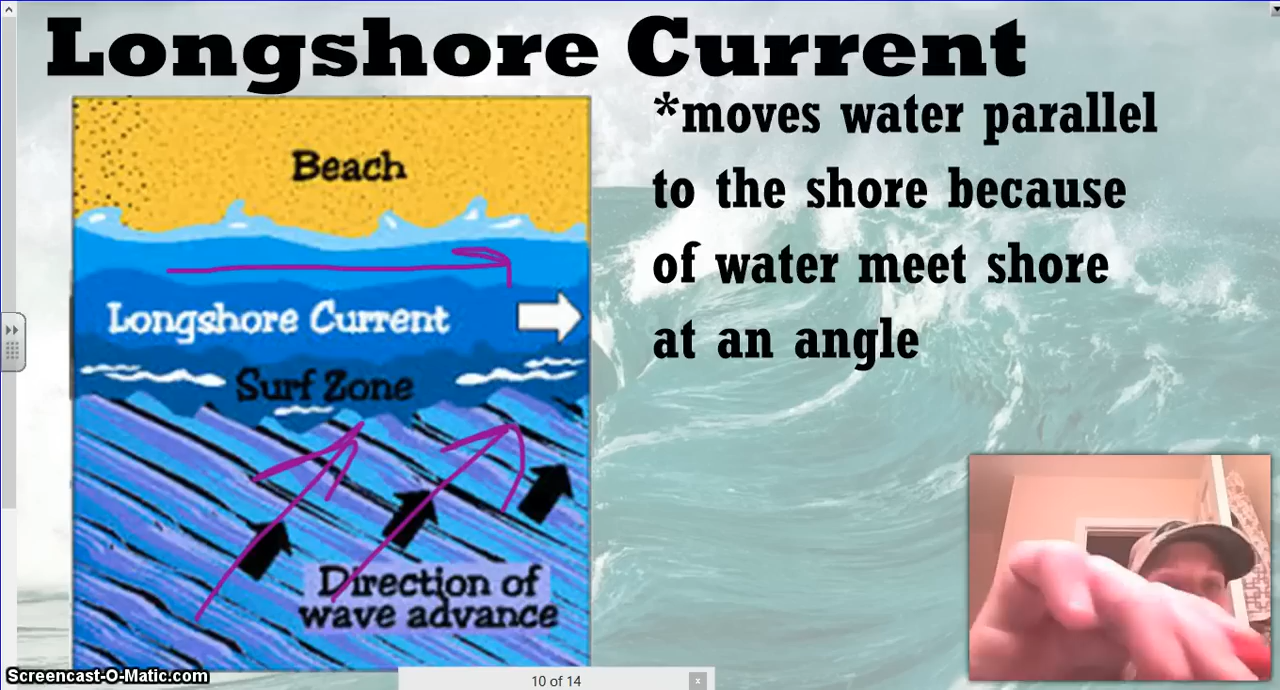 Longshore Current
*moves water parallel
to the shore because
of water meet shore
at an angle
Beach
Longshore Current
Surf Zone
Direction of
wave advance
10 of 14
x
Screencast-O-Matic.com